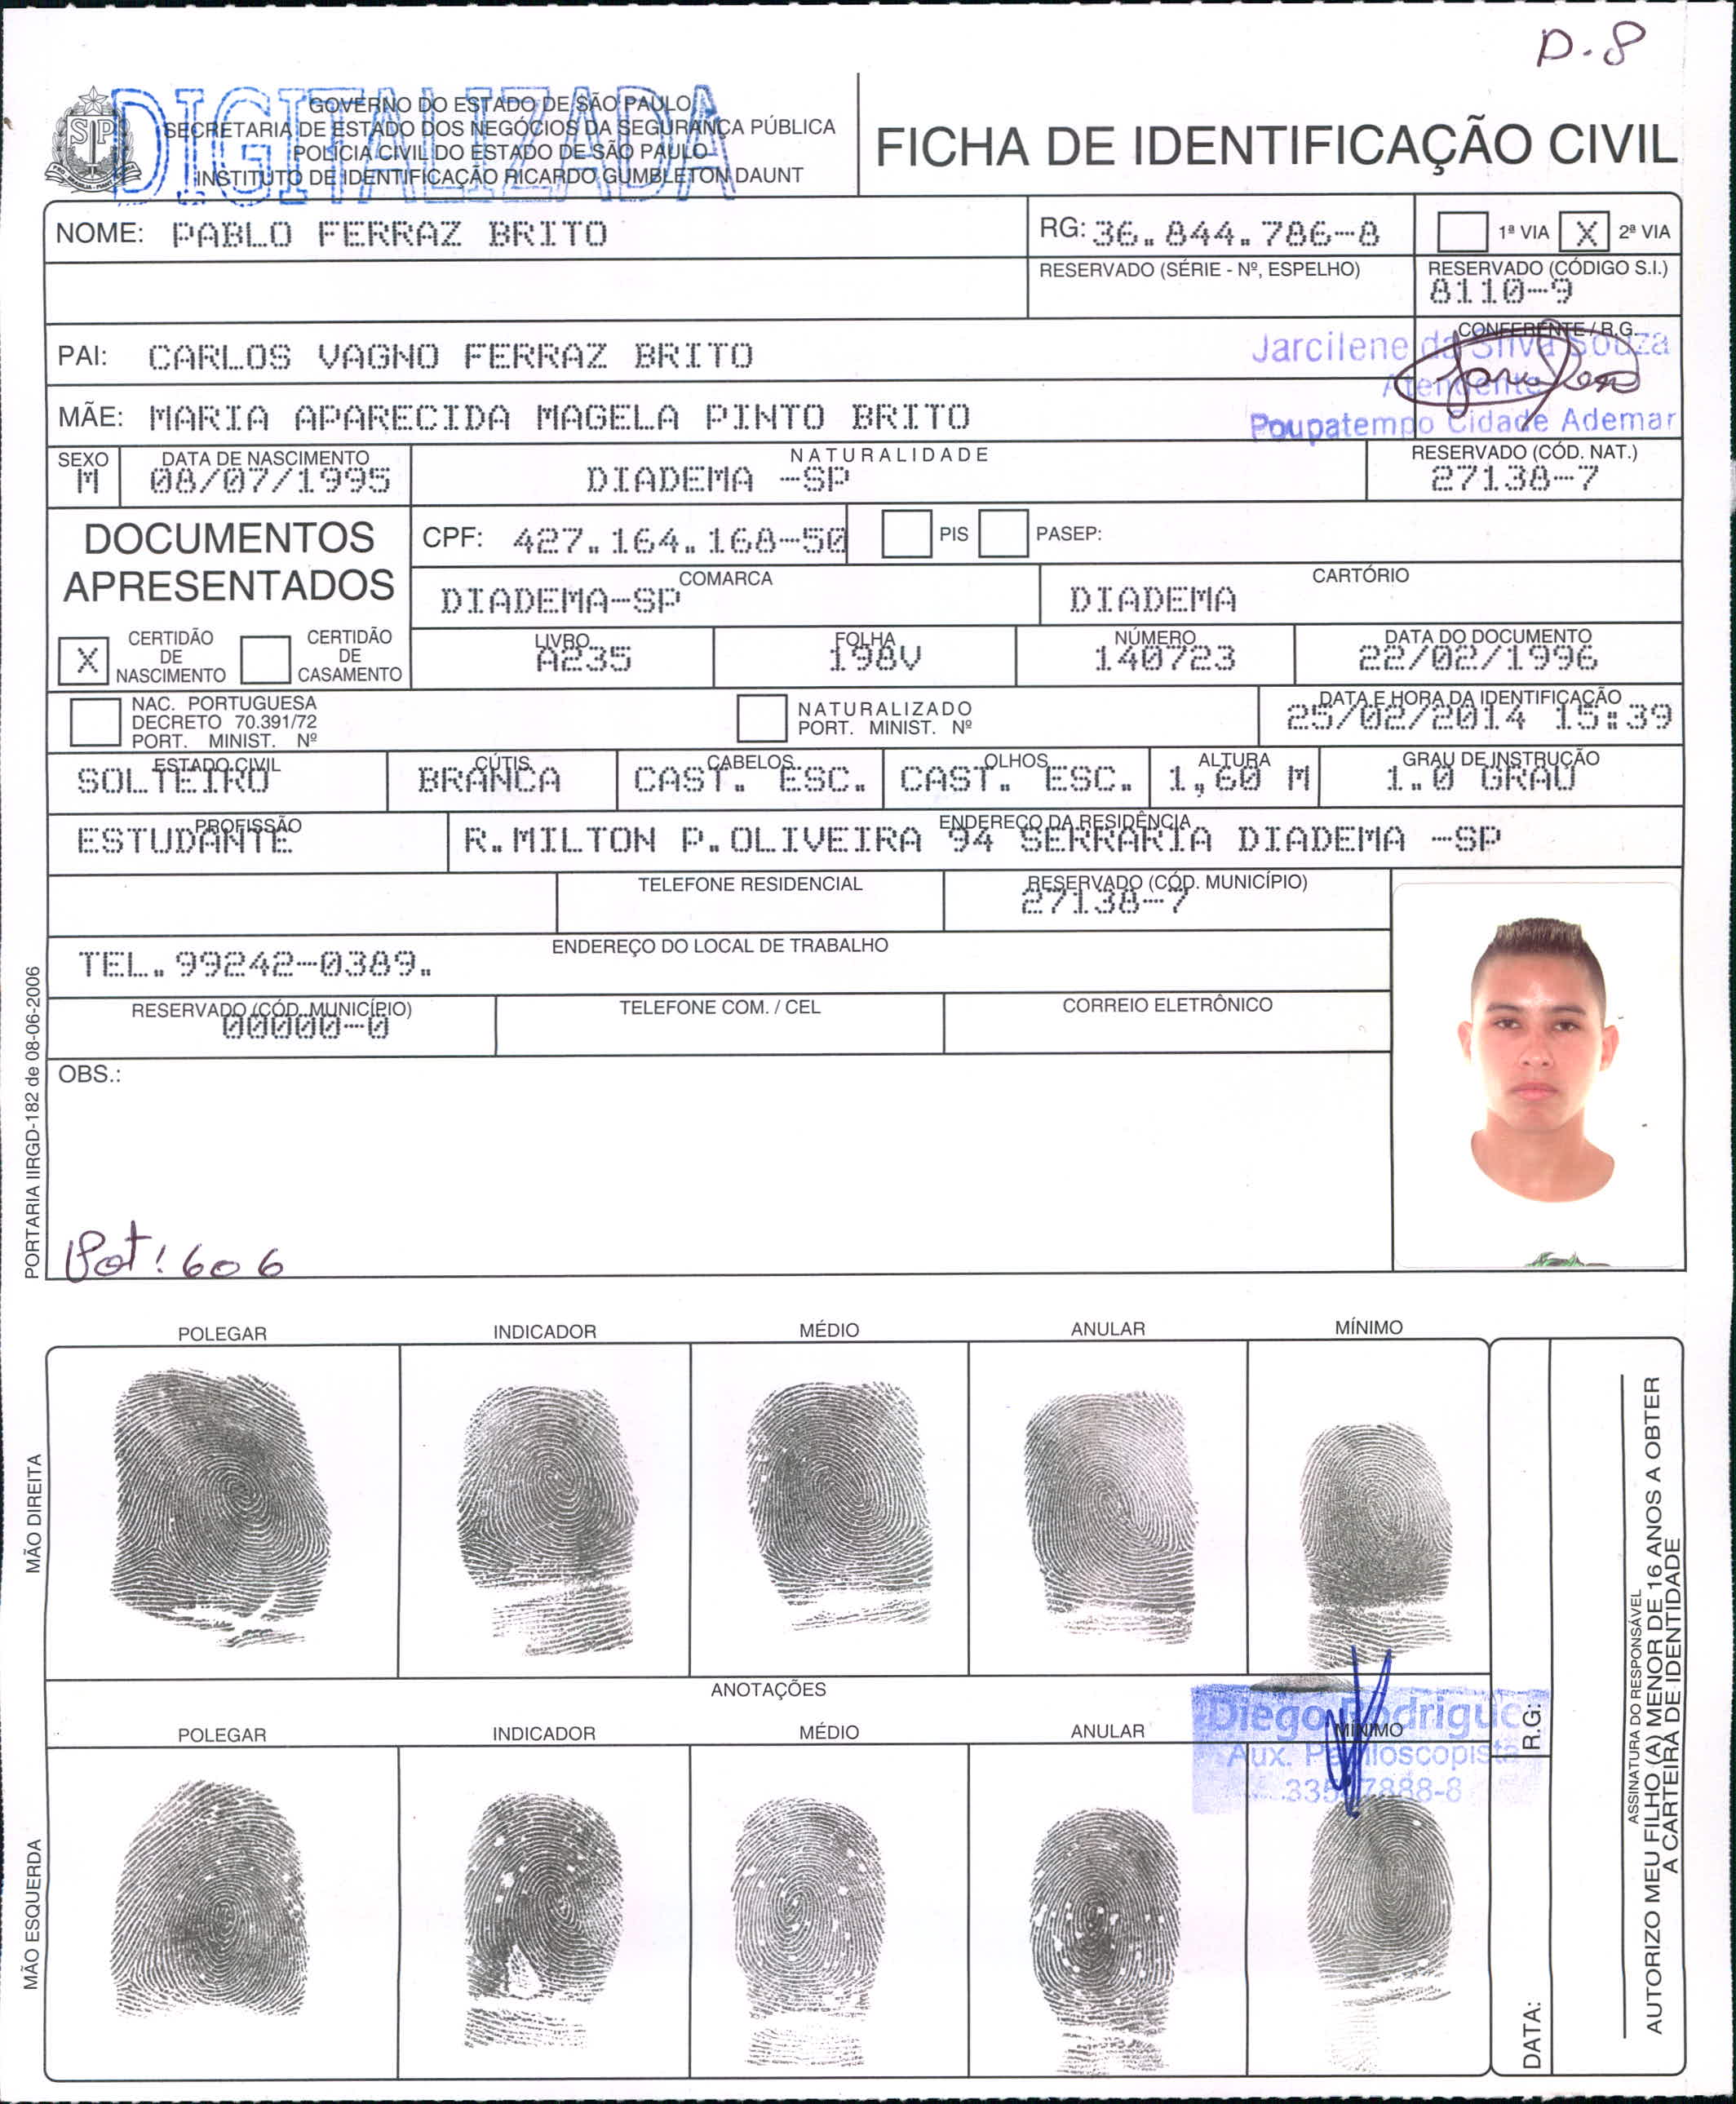 D.8
DIGITALIZADA
GOVERNO DO ESTADO DE SÃO PAULO
SECRETARIA DE ESTADO DOS NEGÓCIOS DA SEGURANÇA PÚBLICA
POLÍCIA CIVIL DO ESTADO DE SÃO PAULO
INSTITUTO DE IDENTIFICAÇÃO RICARDO GUMBLETON DAUNT
FICHA DE IDENTIFICAÇÃO CIVIL
NOME: PABLO FERRAZ BRITO RG: 36.844.786-8 1ª VIA X 2ª VIA
RESERVADO (SÉRIE - Nº, ESPELHO) RESERVADO (CÓDIGO S.I.)
8110-9
CONFERENTE / R.G.
PAI: CARLOS VAGNO FERRAZ BRITO
Jarcilene da Silva Souza
Atendente
Poupatempo Cidade Ademar
MÃE: MARIA APARECIDA MAGELA PINTO BRITO
SEXO DATA DE NASCIMENTO NATURALIDADE RESERVADO (CÓD. NAT.)
M 08/07/1995 DIADEMA -SP 27138-7
DOCUMENTOS
APRESENTADOS
CPF: 427.164.168-50 PIS PASEP:
COMARCA CARTÓRIO
DIADEMA-SP DIADEMA
X CERTIDÃO DE NASCIMENTO CERTIDÃO DE CASAMENTO
LIVRO FOLHA NÚMERO DATA DO DOCUMENTO
A235 198V 140723 22/02/1996
NAC. PORTUGUESA
DECRETO 70.391/72
PORT. MINIST. Nº
NATURALIZADO
PORT. MINIST. Nº
DATA E HORA DA IDENTIFICAÇÃO
25/02/2014 15:39
ESTADO CIVIL CÚTIS CABELOS OLHOS ALTURA GRAU DE INSTRUÇÃO
SOLTEIRO BRANCA CAST. ESC. CAST. ESC. 1,60 M 1.0 GRAU
PROFISSÃO ENDEREÇO DA RESIDÊNCIA
ESTUDANTE R.MILTON P.OLIVEIRA 94 SERRARIA DIADEMA -SP
TELEFONE RESIDENCIAL RESERVADO (CÓD. MUNICÍPIO)
27138-7
ENDEREÇO DO LOCAL DE TRABALHO
TEL.99242-0389.
RESERVADO (CÓD. MUNICÍPIO) TELEFONE COM. / CEL CORREIO ELETRÔNICO
00000-0
OBS.:
Pot: 606
PORTARIA IIRGD-182 de 08-06-2006
POLEGAR INDICADOR MÉDIO ANULAR MÍNIMO
MÃO DIREITA
ANOTAÇÕES
Diego Rodrigue
Aux. Papiloscopista
POLEGAR INDICADOR MÉDIO ANULAR MÍNIMO
MÃO ESQUERDA
R.G.:
DATA:
ASSINATURA DO RESPONSÁVEL
AUTORIZO MEU FILHO (A) MENOR DE 16 ANOS A OBTER
A CARTEIRA DE IDENTIDADE